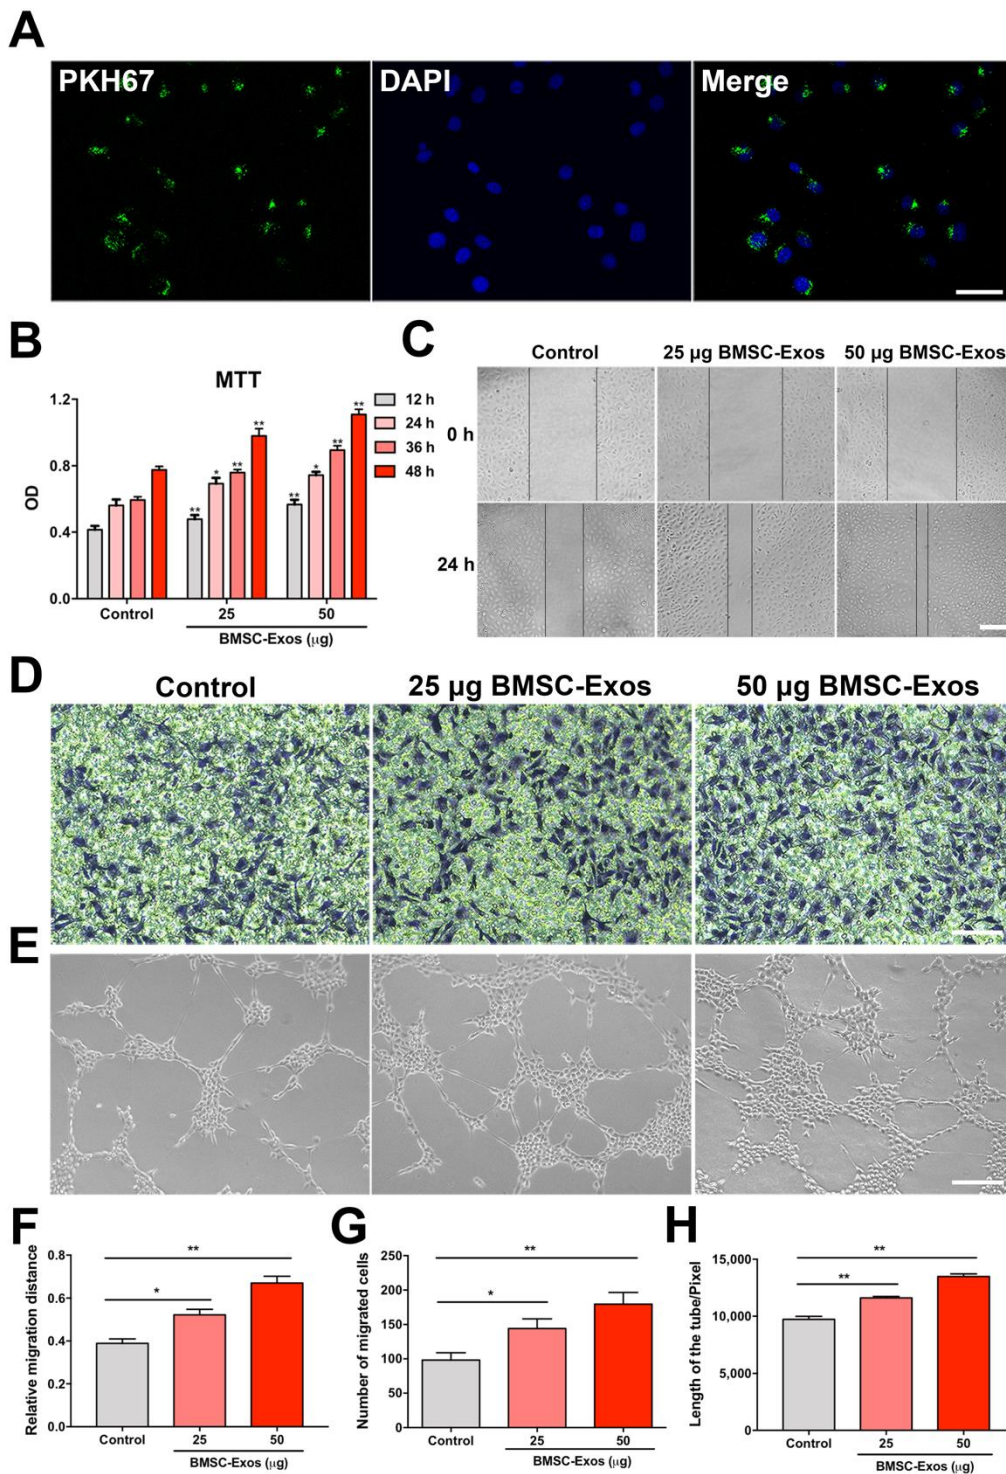 A
PKH67 DAPI Merge
B
MTT
OD
1.2
0.8
0.4
0.0
12 h
24 h
36 h
48 h
** * ** **
** * ** **
Control 25 50
BMSC-Exos (μg)
C
Control 25 μg BMSC-Exos 50 μg BMSC-Exos
0 h
24 h
D
Control 25 μg BMSC-Exos 50 μg BMSC-Exos
E
F
Relative migration distance
0.8
0.6
0.4
0.2
0.0
**
*
Control 25 50
BMSC-Exos (μg)
G
Number of migrated cells
250
200
150
100
50
0
**
*
Control 25 50
BMSC-Exos (μg)
H
Length of the tube/Pixel
15,000
10,000
5,000
0
**
**
Control 25 50
BMSC-Exos (μg)